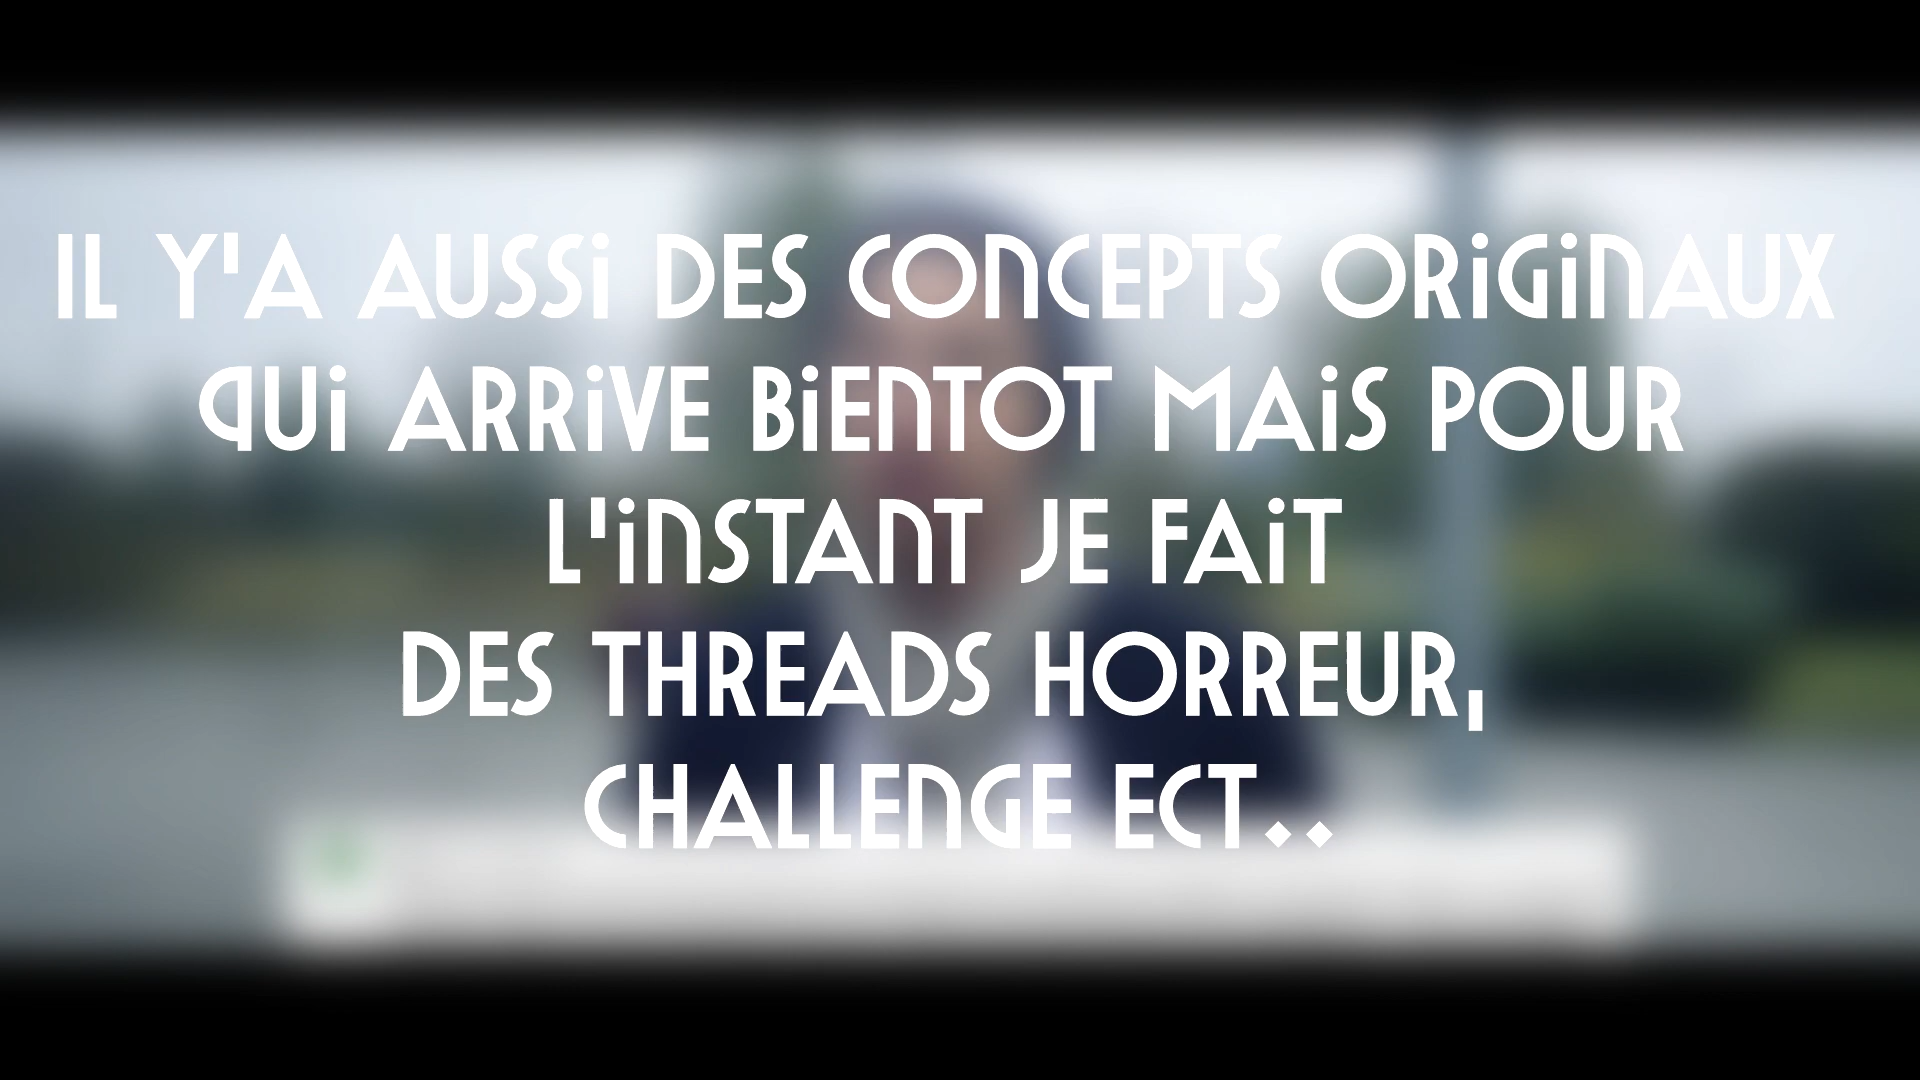 IL Y'A AUSSi DES CONCEPTS ORiGiNAUX
QUi ARRiVE BiENTOT MAiS POUR
L'iNSTANT JE FAiT
DES THREADS HORREUR,
CHALLENGE ECT..